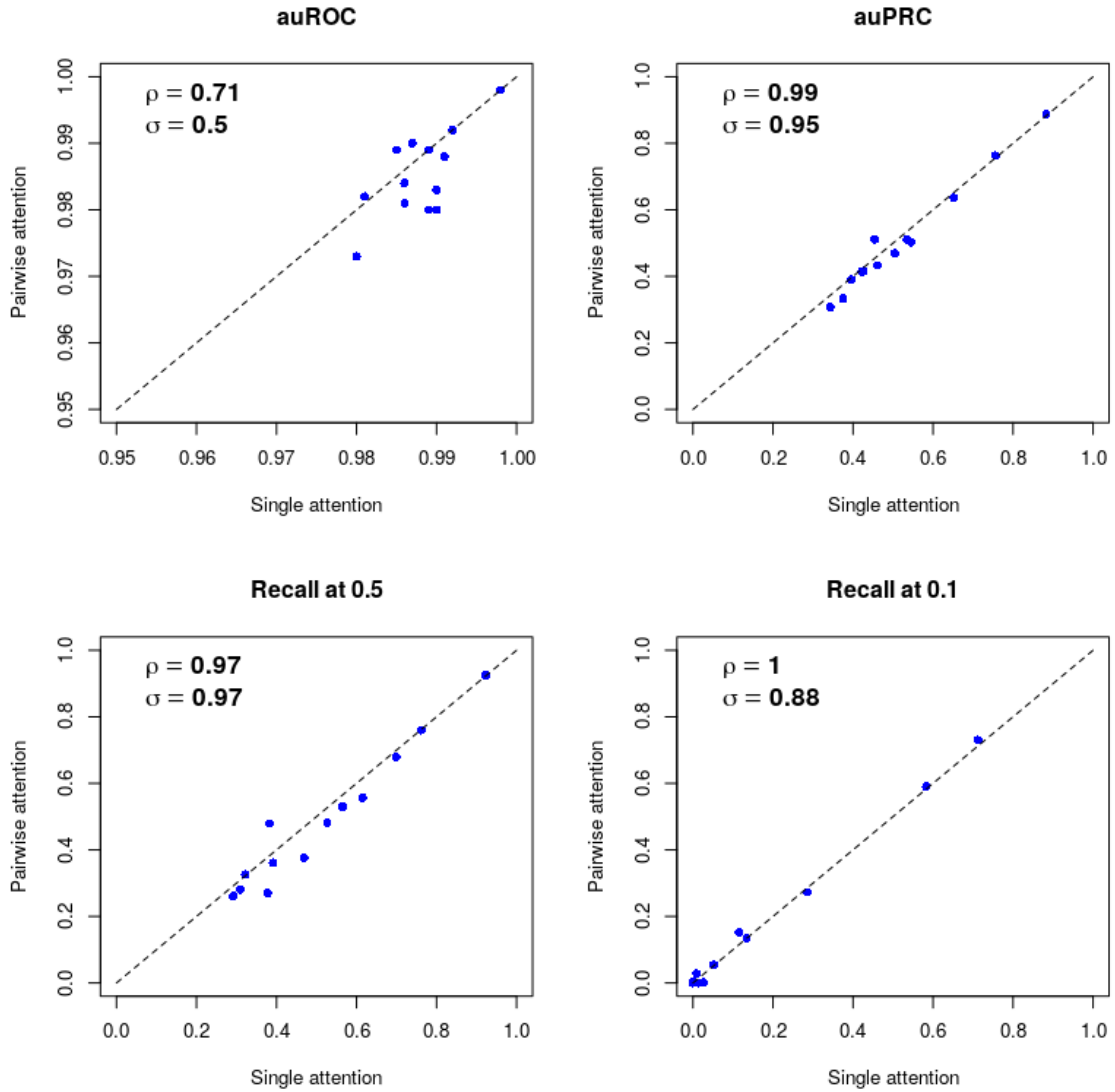 auROC
ρ = 0.71
σ = 0.5
1.00
0.99
0.98
0.97
0.96
0.95
Pairwise attention
0.95 0.96 0.97 0.98 0.99 1.00
Single attention
auPRC
ρ = 0.99
σ = 0.95
1.0
0.8
0.6
0.4
0.2
0.0
Pairwise attention
0.0 0.2 0.4 0.6 0.8 1.0
Single attention
Recall at 0.5
ρ = 0.97
σ = 0.97
1.0
0.8
0.6
0.4
0.2
0.0
Pairwise attention
0.0 0.2 0.4 0.6 0.8 1.0
Single attention
Recall at 0.1
ρ = 1
σ = 0.88
1.0
0.8
0.6
0.4
0.2
0.0
Pairwise attention
0.0 0.2 0.4 0.6 0.8 1.0
Single attention